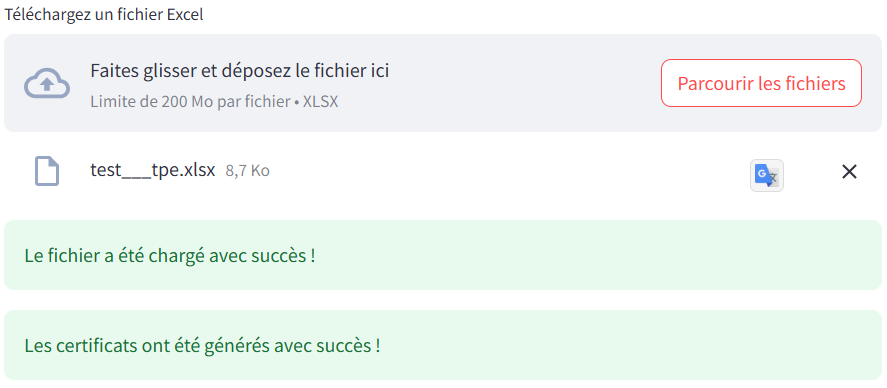 Téléchargez un fichier Excel
Faites glisser et déposez le fichier ici
Limite de 200 Mo par fichier • XLSX
Parcourir les fichiers
test___tpe.xlsx 8,7 Ko
Le fichier a été chargé avec succès !
Les certificats ont été générés avec succès !